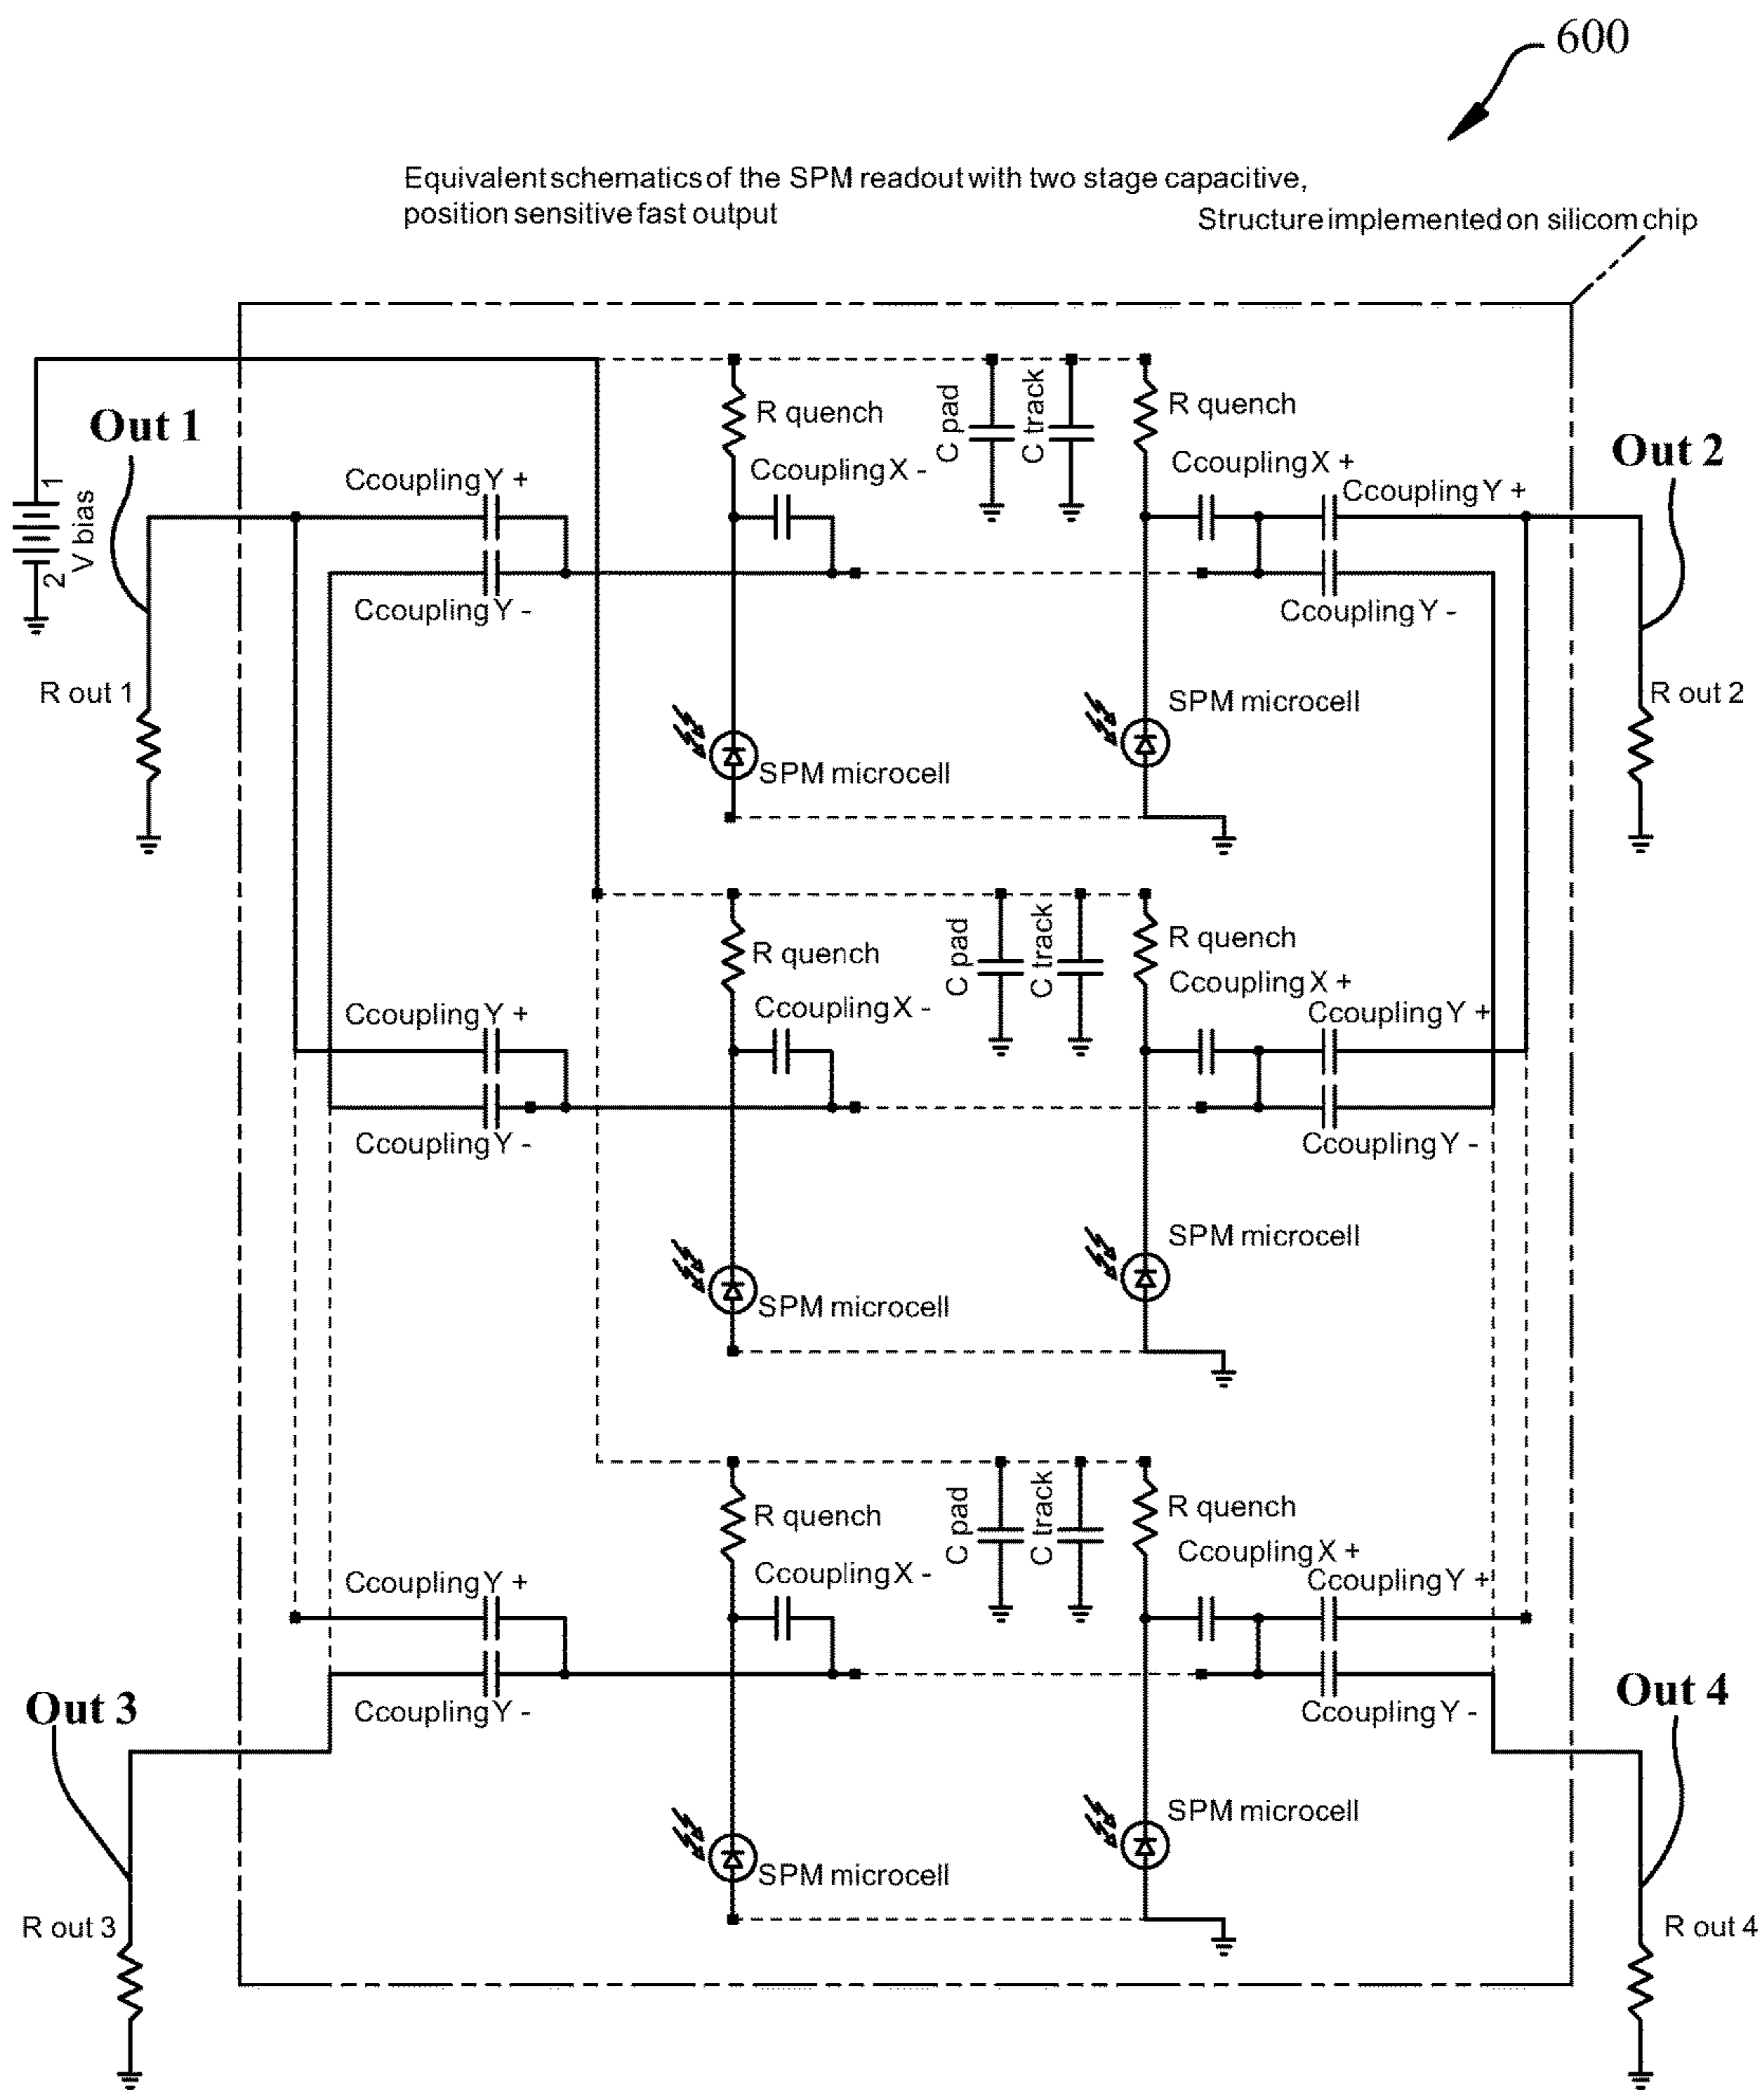 600
Equivalent schematics of the SPM readout with two stage capacitive,
position sensitive fast output
Structure implemented on silicom chip
Out 1
Out 2
1
V bias
2
R quench
C pad
C track
R quench
Ccoupling Y +
Ccoupling X -
Ccoupling X +
Ccoupling Y +
Ccoupling Y -
Ccoupling Y -
R out 1
R out 2
SPM microcell
SPM microcell
R quench
C pad
C track
R quench
Ccoupling Y +
Ccoupling X -
Ccoupling X +
Ccoupling Y +
Ccoupling Y -
Ccoupling Y -
SPM microcell
SPM microcell
R quench
C pad
C track
R quench
Ccoupling Y +
Ccoupling X -
Ccoupling X +
Ccoupling Y +
Ccoupling Y -
Ccoupling Y -
Out 3
Out 4
SPM microcell
SPM microcell
R out 3
R out 4